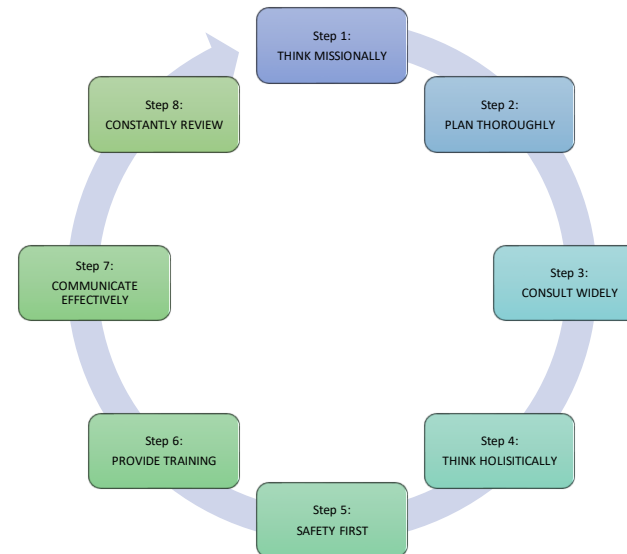 Step 1:
THINK MISSIONALLY
Step 2:
PLAN THOROUGHLY
Step 3:
CONSULT WIDELY
Step 4:
THINK HOLISITICALLY
Step 5:
SAFETY FIRST
Step 6:
PROVIDE TRAINING
Step 7:
COMMUNICATE
EFFECTIVELY
Step 8:
CONSTANTLY REVIEW